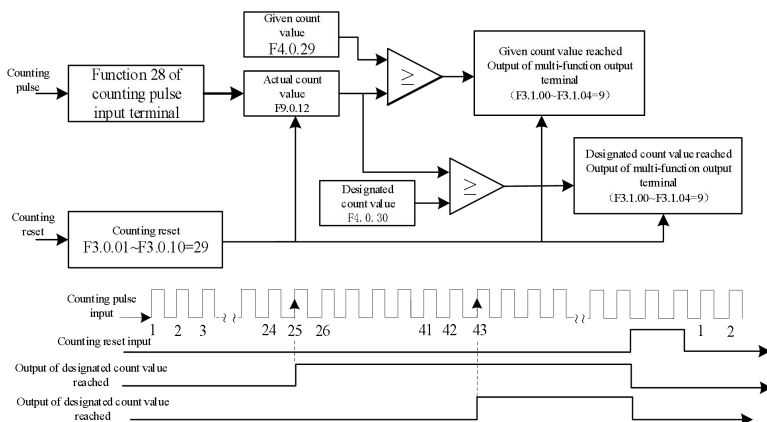 Given count
value
F4.0.29
Counting
pulse
Function 28 of
counting pulse
input terminal
Actual count
value
F9.0.12
≥
Given count value reached
Output of multi-function output
terminal
(F3.1.00~F3.1.04=9)
Designated
count value
F4.0.30
≥
Designated count value reached
Output of multi-function output
terminal
(F3.1.00~F3.1.04=9)
Counting
reset
Counting reset
F3.0.01~F3.0.10=29
Counting pulse
input
1 2 3 24 25 26 41 42 43 1 2
Counting reset input
Output of designated count value
reached
Output of designated count value
reached